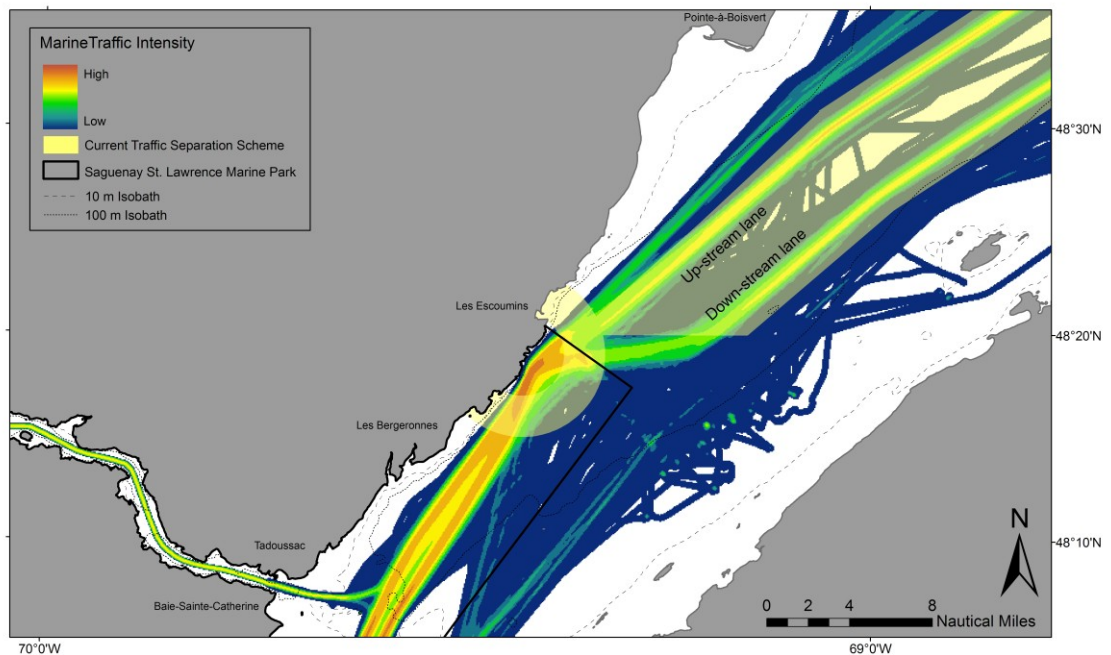 Pointe-à-Boisvert
MarineTraffic Intensity
High
Low
Current Traffic Separation Scheme
Saguenay St. Lawrence Marine Park
10 m Isobath
100 m Isobath
48°30'N
Up-stream lane
Down-stream lane
Les Escoumins
48°20'N
Les Bergeronnes
Tadoussac
48°10'N
Baie-Sainte-Catherine
N
0 2 4 8
Nautical Miles
70°0'W
69°0'W